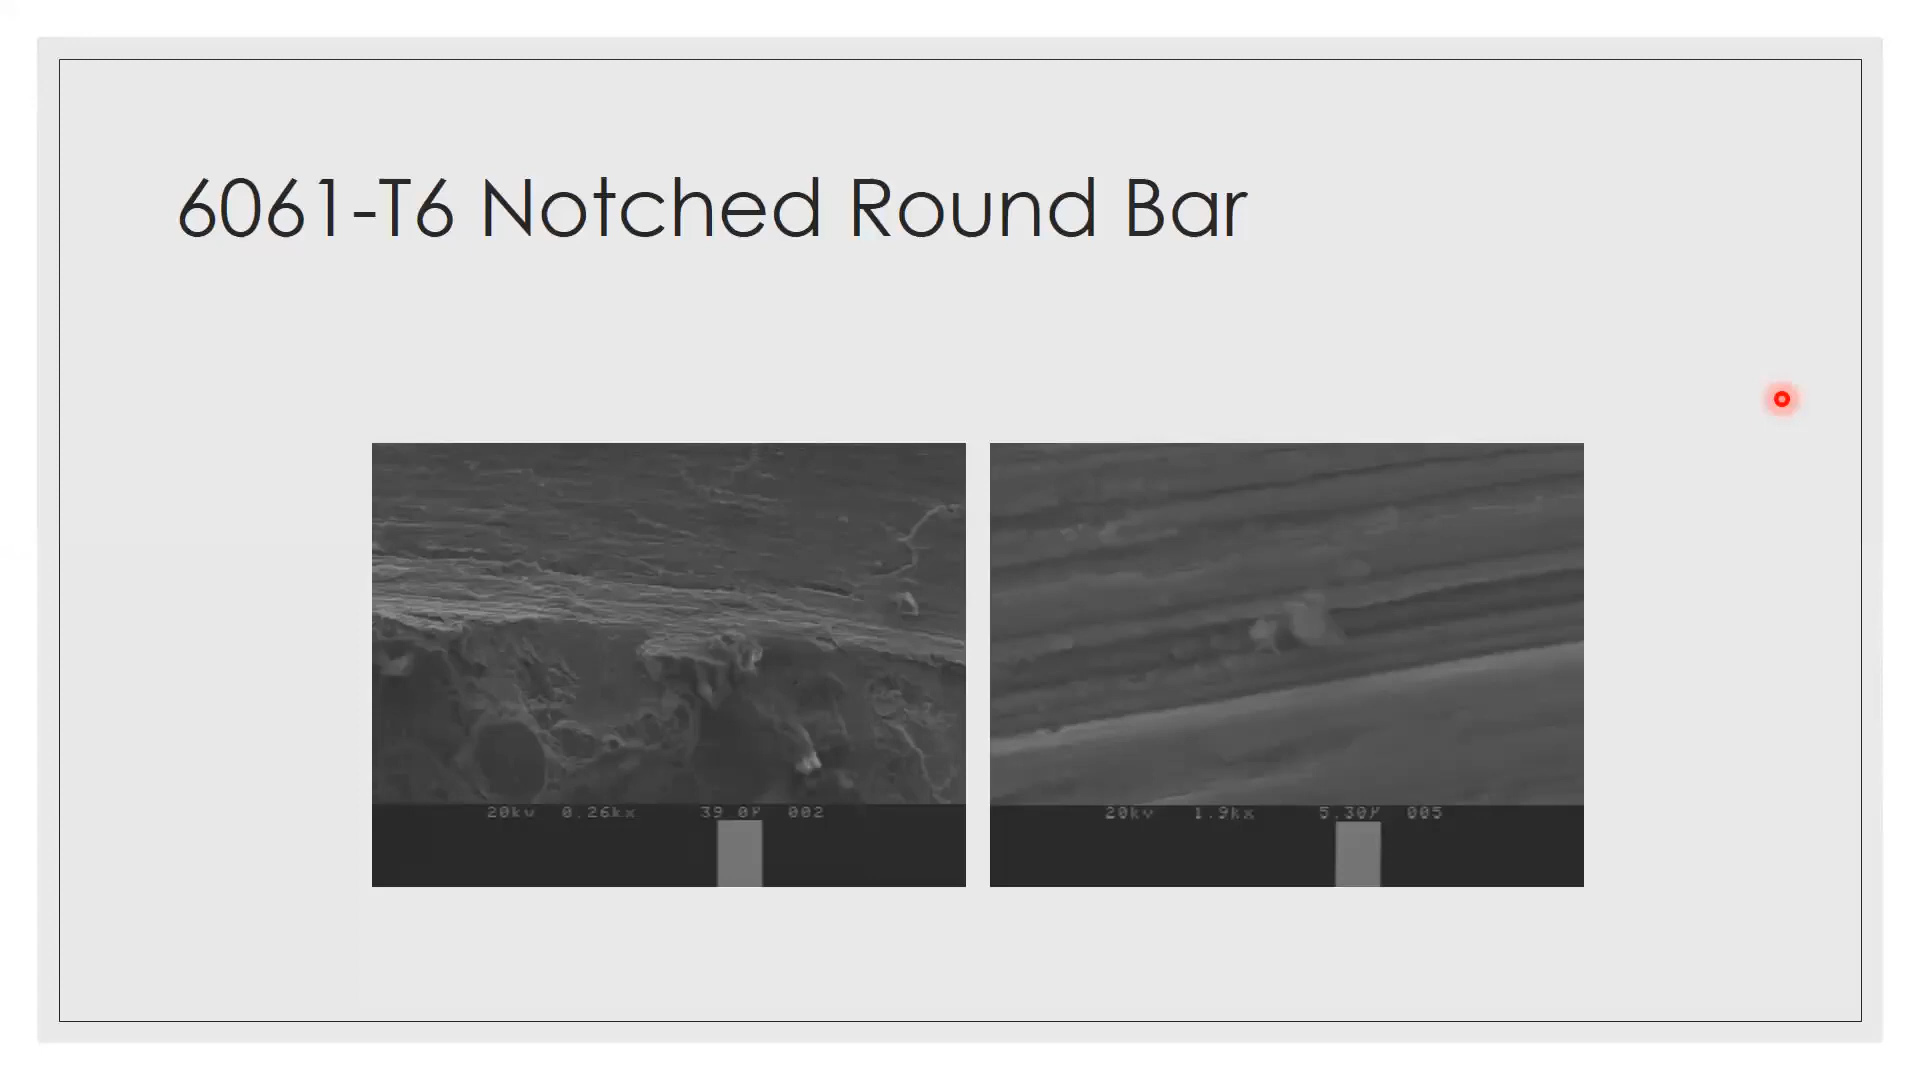 6061-T6 Notched Round Bar
20kv 0.26kx 39.0µ 002
20kv 1.9kx 5.30µ 005